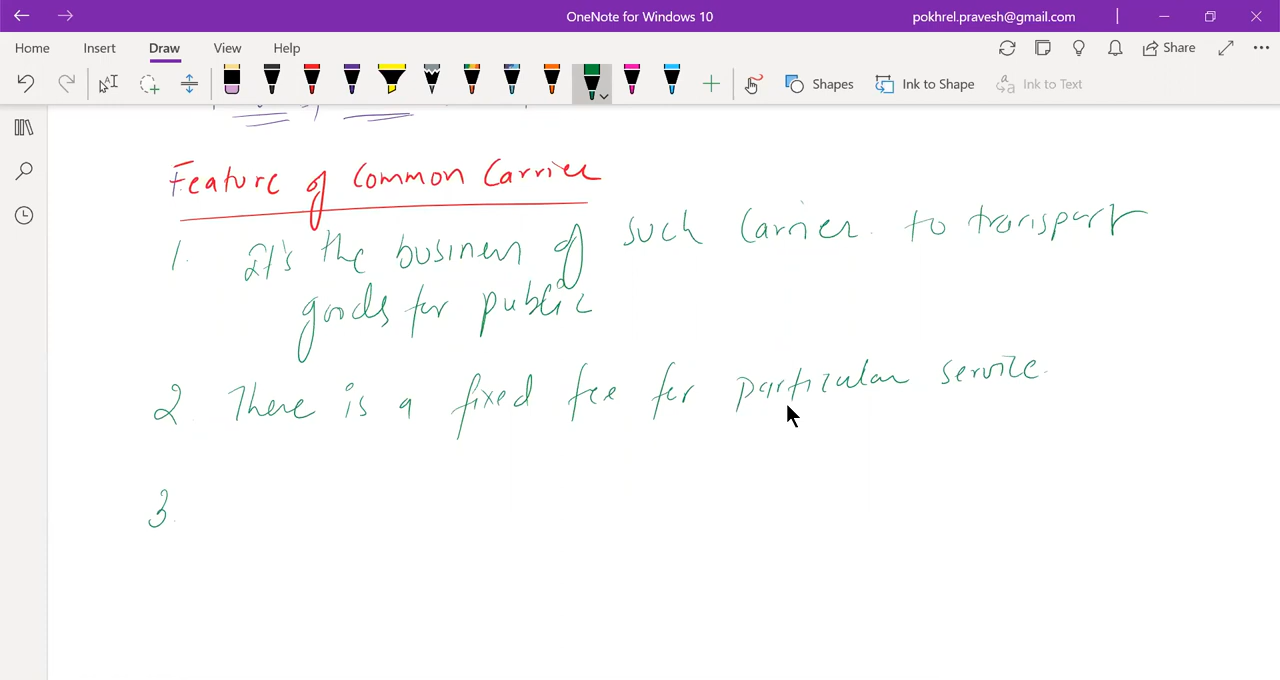 OneNote for Windows 10
pokhrel.pravesh@gmail.com
Home Insert Draw View Help
Share
Shapes Ink to Shape Ink to Text
Feature of Common Carrier
1. It's the business of such Carrier. to transport
goods for public
2. There is a fixed fee for particular service.
3.